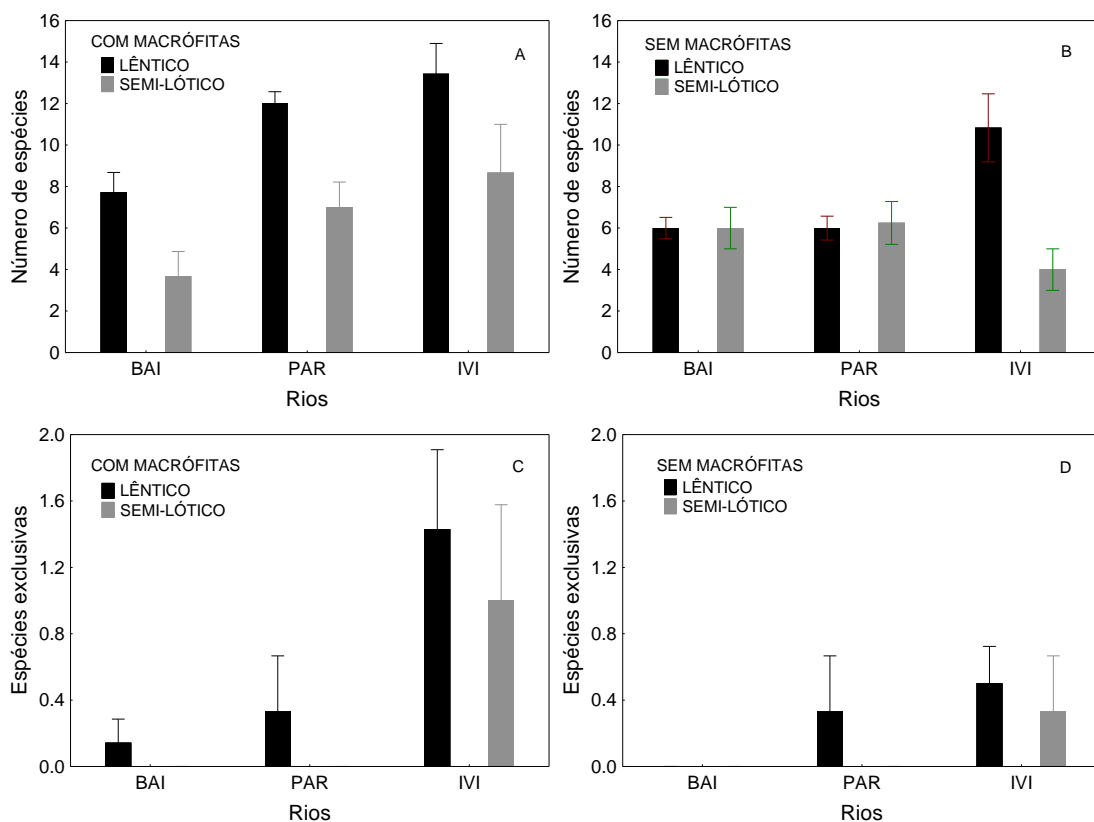 COM MACRÓFITAS
A
LÊNTICO
SEMI-LÓTICO
Número de espécies
16
14
12
10
8
6
4
2
0
BAI PAR IVI
Rios
SEM MACRÓFITAS
B
LÊNTICO
SEMI-LÓTICO
Número de espécies
16
14
12
10
8
6
4
2
0
BAI PAR IVI
Rios
COM MACRÓFITAS
C
LÊNTICO
SEMI-LÓTICO
Espécies exclusivas
2.0
1.6
1.2
0.8
0.4
0.0
BAI PAR IVI
Rios
SEM MACRÓFITAS
D
LÊNTICO
SEMI-LÓTICO
Espécies exclusivas
2.0
1.6
1.2
0.8
0.4
0.0
BAI PAR IVI
Rios